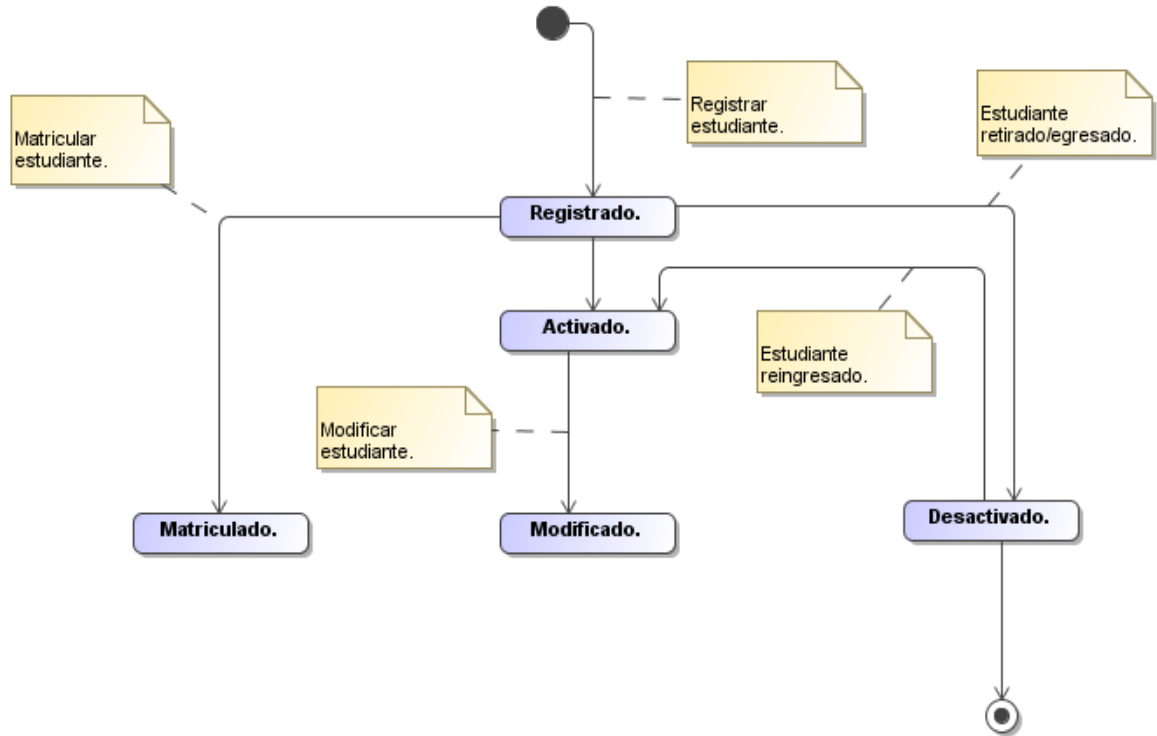 Registrar
estudiante.
Estudiante
retirado/egresado.
Matricular
estudiante.
Registrado.
Activado.
Estudiante
reingresado.
Modificar
estudiante.
Matriculado.
Modificado.
Desactivado.